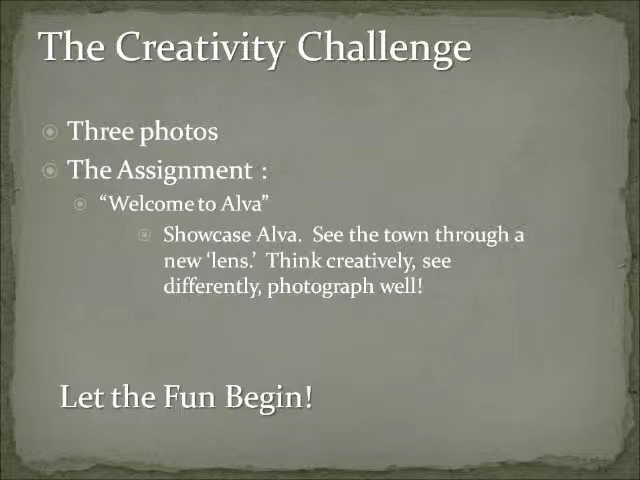 The Creativity Challenge
Three photos
The Assignment :
“Welcome to Alva”
Showcase Alva.  See the town through a
new ‘lens.’  Think creatively, see
differently, photograph well!
Let the Fun Begin!